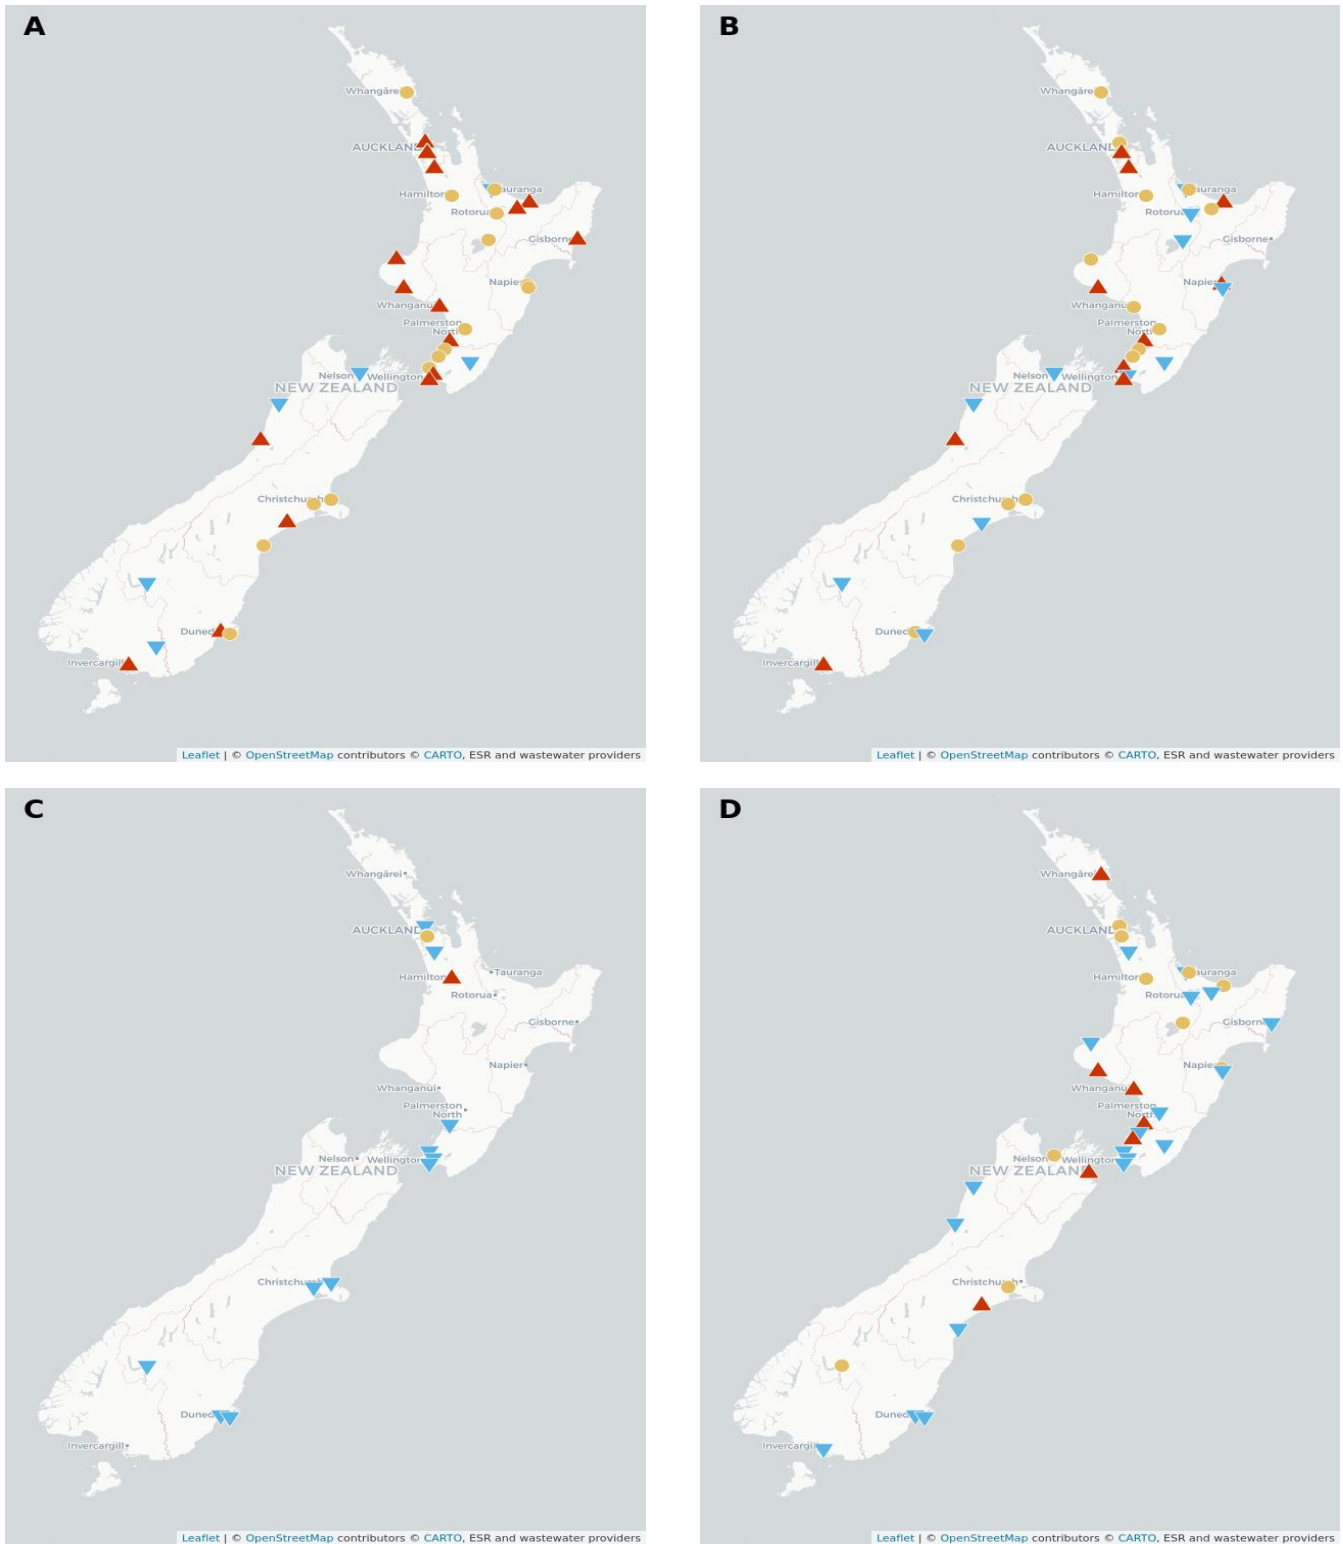 A
Whangārei
AUCKLAND
Hamilton
Tauranga
Rotorua
Gisborne
Napier
Whanganui
Palmerston
North
Nelson
Wellington
NEW ZEALAND
Christchurch
Dunedin
Invercargill
Leaflet | © OpenStreetMap contributors © CARTO, ESR and wastewater providers
B
Whangārei
AUCKLAND
Hamilton
Tauranga
Rotorua
Gisborne
Napier
Whanganui
Palmerston
North
Nelson
Wellington
NEW ZEALAND
Christchurch
Dunedin
Invercargill
Leaflet | © OpenStreetMap contributors © CARTO, ESR and wastewater providers
C
Whangārei
AUCKLAND
Hamilton
Tauranga
Rotorua
Gisborne
Napier
Whanganui
Palmerston
North
Nelson
Wellington
NEW ZEALAND
Christchurch
Dunedin
Invercargill
Leaflet | © OpenStreetMap contributors © CARTO, ESR and wastewater providers
D
Whangārei
AUCKLAND
Hamilton
Tauranga
Rotorua
Gisborne
Napier
Whanganui
Palmerston
North
Nelson
Wellington
NEW ZEALAND
Christchurch
Dunedin
Invercargill
Leaflet | © OpenStreetMap contributors © CARTO, ESR and wastewater providers